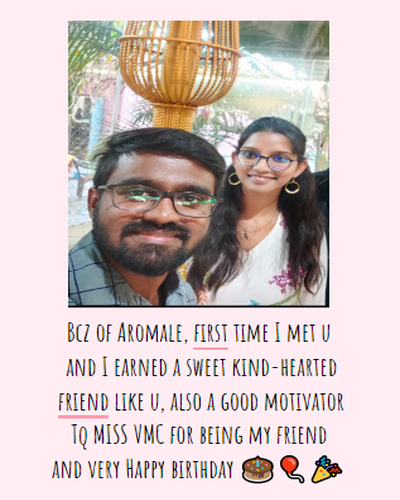 Bcz of Aromale, first time I met u
and I earned a sweet kind-hearted
friend like u, also a good motivator
Tq MISS VMC for being my friend
and very Happy birthday 🎂🎈🎉